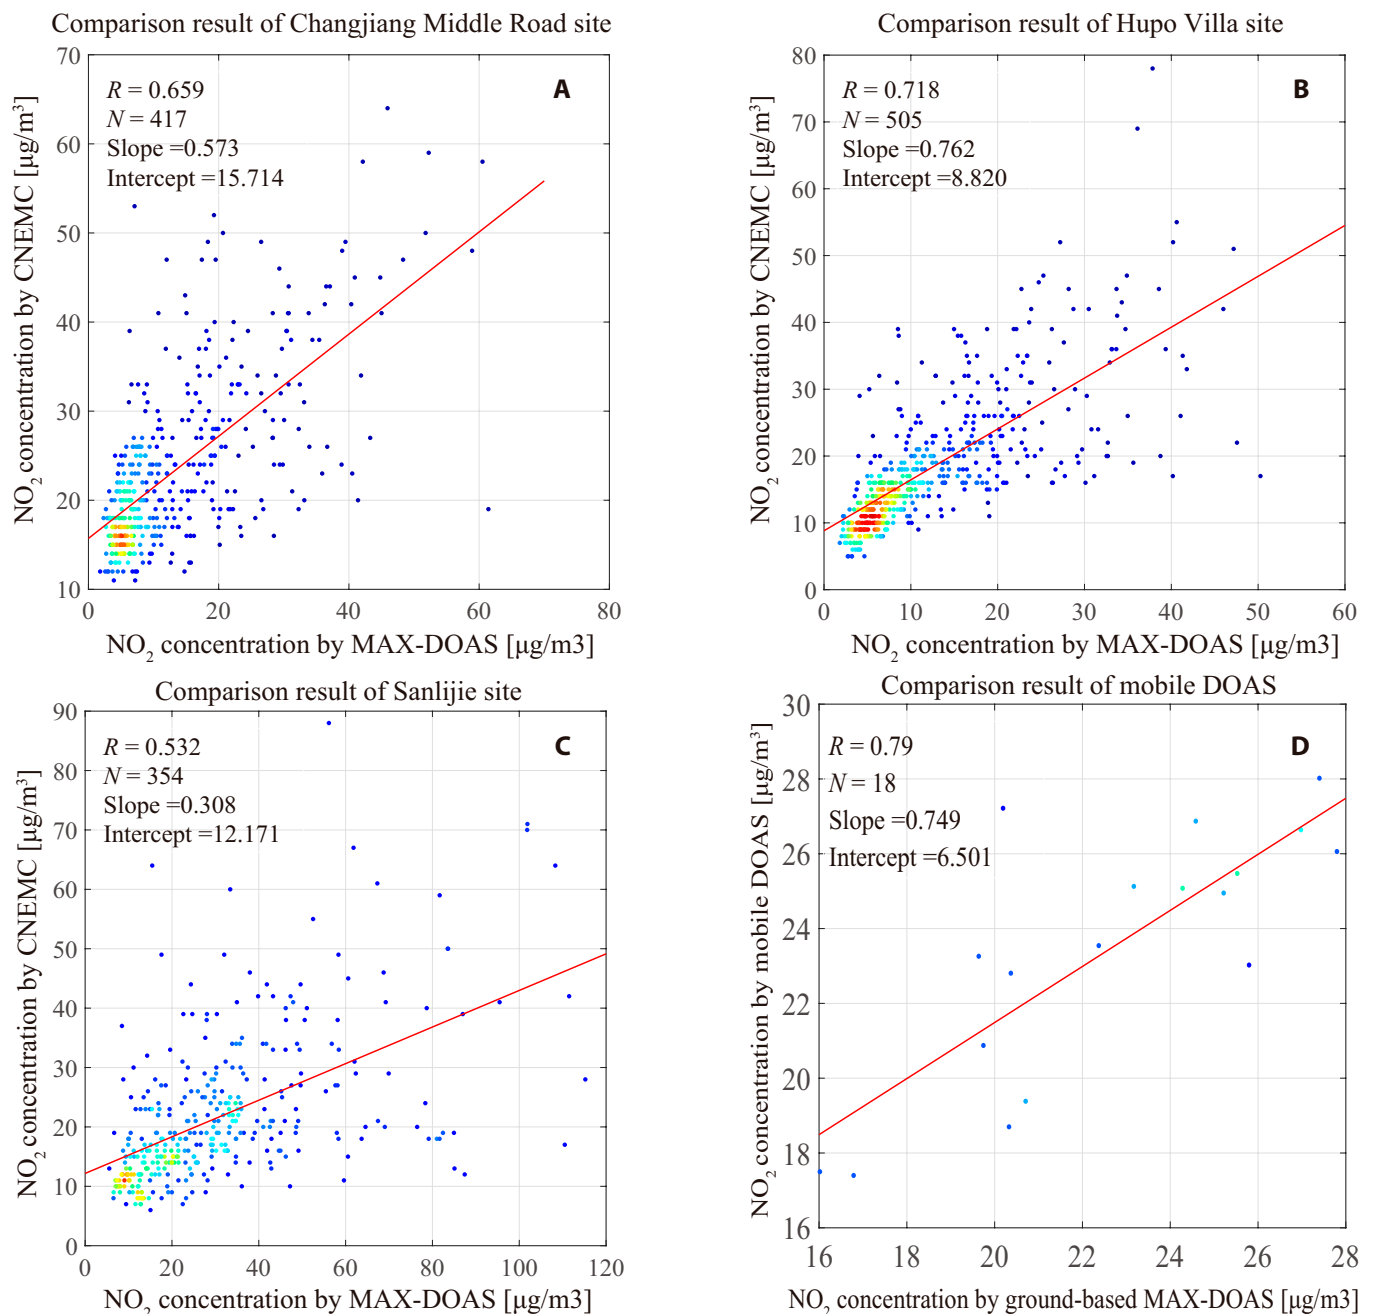 Comparison result of Changjiang Middle Road site
NO₂ concentration by CNEMC [μg/m³]
70
60
50
40
30
20
10
R = 0.659
N = 417
Slope =0.573
Intercept =15.714
A
0 20 40 60 80
NO₂ concentration by MAX-DOAS [μg/m3]
Comparison result of Hupo Villa site
NO₂ concentration by CNEMC [μg/m³]
80
70
60
50
40
30
20
10
0
R = 0.718
N = 505
Slope =0.762
Intercept =8.820
B
0 10 20 30 40 50 60
NO₂ concentration by MAX-DOAS [μg/m3]
Comparison result of Sanlijie site
NO₂ concentration by CNEMC [μg/m³]
90
80
70
60
50
40
30
20
10
0
R = 0.532
N = 354
Slope =0.308
Intercept =12.171
C
0 20 40 60 80 100 120
NO₂ concentration by MAX-DOAS [μg/m3]
Comparison result of mobile DOAS
NO₂ concentration by mobile DOAS [μg/m³]
30
28
26
24
22
20
18
16
R = 0.79
N = 18
Slope =0.749
Intercept =6.501
D
16 18 20 22 24 26 28
NO₂ concentration by ground-based MAX-DOAS [μg/m3]